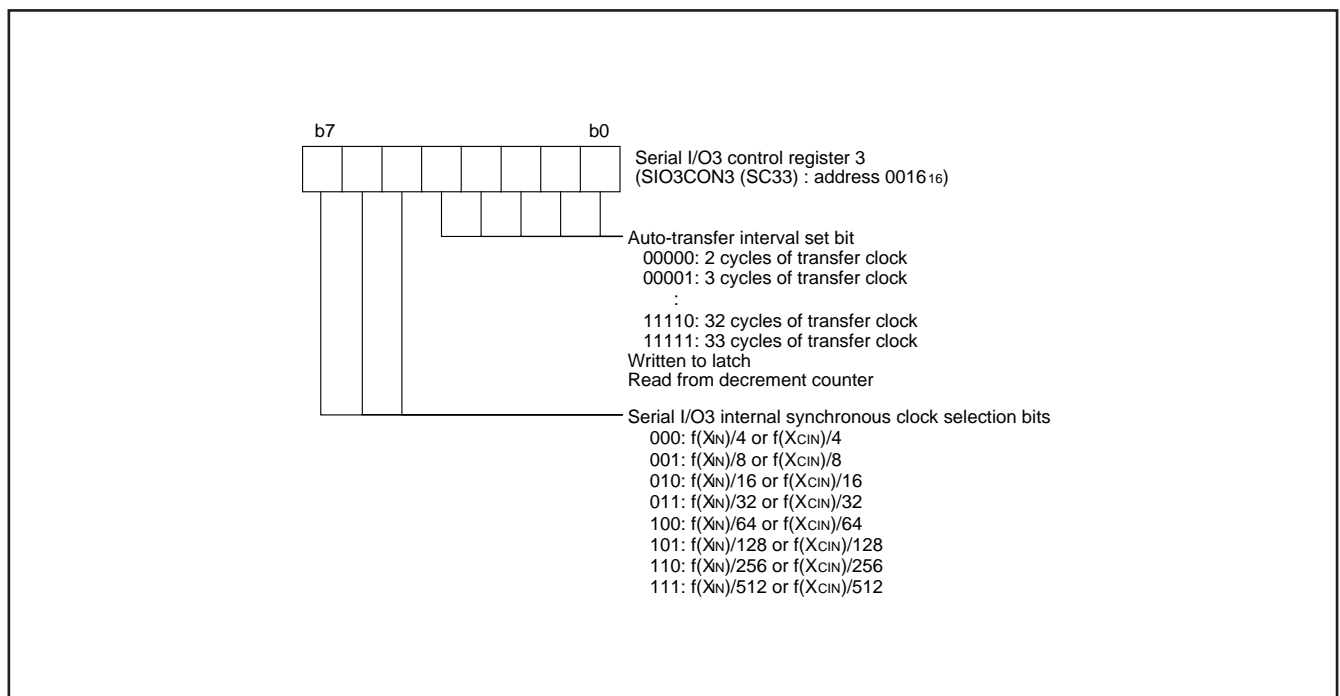 b7 b0
Serial I/O3 control register 3
(SIO3CON3 (SC33) : address 001616)
Auto-transfer interval set bit
00000: 2 cycles of transfer clock
00001: 3 cycles of transfer clock
:
11110: 32 cycles of transfer clock
11111: 33 cycles of transfer clock
Written to latch
Read from decrement counter
Serial I/O3 internal synchronous clock selection bits
000: f(XIN)/4 or f(XCIN)/4
001: f(XIN)/8 or f(XCIN)/8
010: f(XIN)/16 or f(XCIN)/16
011: f(XIN)/32 or f(XCIN)/32
100: f(XIN)/64 or f(XCIN)/64
101: f(XIN)/128 or f(XCIN)/128
110: f(XIN)/256 or f(XCIN)/256
111: f(XIN)/512 or f(XCIN)/512